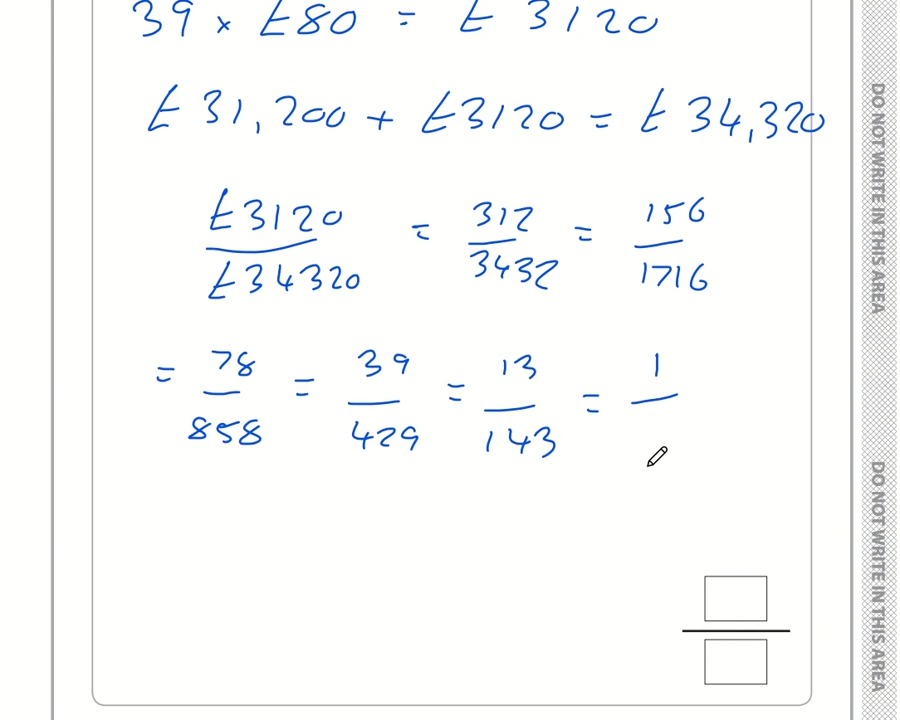 39 × £80 = £3120
£31,200 + £3120 = £34,320
£3120/£34320 = 312/3432 = 156/1716
= 78/858 = 39/429 = 13/143 = 1/
DO NOT WRITE IN THIS AREA
DO NOT WRITE IN THIS AREA